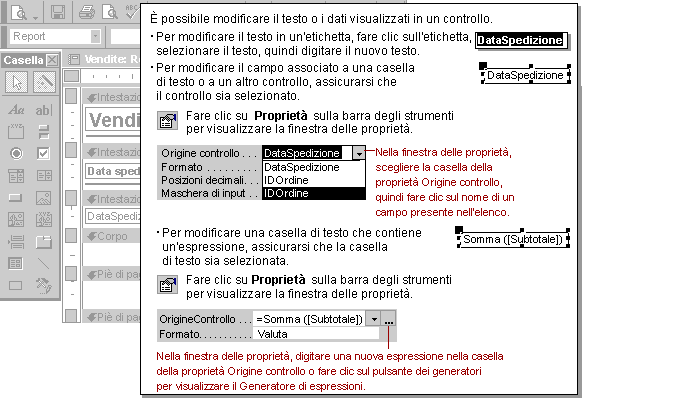 È possibile modificare il testo o i dati visualizzati in un controllo.
• Per modificare il testo in un'etichetta, fare clic sull'etichetta,
selezionare il testo, quindi digitare il nuovo testo.
DataSpedizione
• Per modificare il campo associato a una casella
di testo o a un altro controllo, assicurarsi che
il controllo sia selezionato.
DataSpedizione
Fare clic su Proprietà sulla barra degli strumenti
per visualizzare la finestra delle proprietà.
Origine controllo . . . DataSpedizione
Formato . . . . . . . . . DataSpedizione
Posizioni decimali. . . IDOrdine
Maschera di input . . . IDOrdine
Nella finestra delle proprietà,
scegliere la casella della
proprietà Origine controllo,
quindi fare clic sul nome di un
campo presente nell'elenco.
• Per modificare una casella di testo che contiene
un'espressione, assicurarsi che la casella
di testo sia selezionata.
Somma ([Subtotale])
Fare clic su Proprietà sulla barra degli strumenti
per visualizzare la finestra delle proprietà.
OrigineControllo . . . =Somma ([Subtotale]) ...
Formato. . . . . . . . . . . Valuta
Nella finestra delle proprietà, digitare una nuova espressione nella casella
della proprietà Origine controllo o fare clic sul pulsante dei generatori
per visualizzare il Generatore di espressioni.
Report
Casella
Aa ab|
Vendite: R
Intestazio
Vendi
Intestazio
Data sped
Intestazio
DataSpediz
Corpo
Piè di pag
Piè di pag